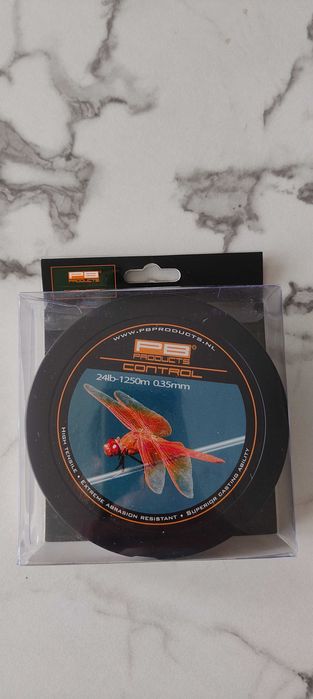 PB
PRODUCTS
WWW.PBPRODUCTS.NL
PB
PRODUCTS
CONTROL
24lb-1250m 0.35mm
HIGH TENSILE • EXTREME ABRASION RESISTANT • SUPERIOR CASTING ABILITY